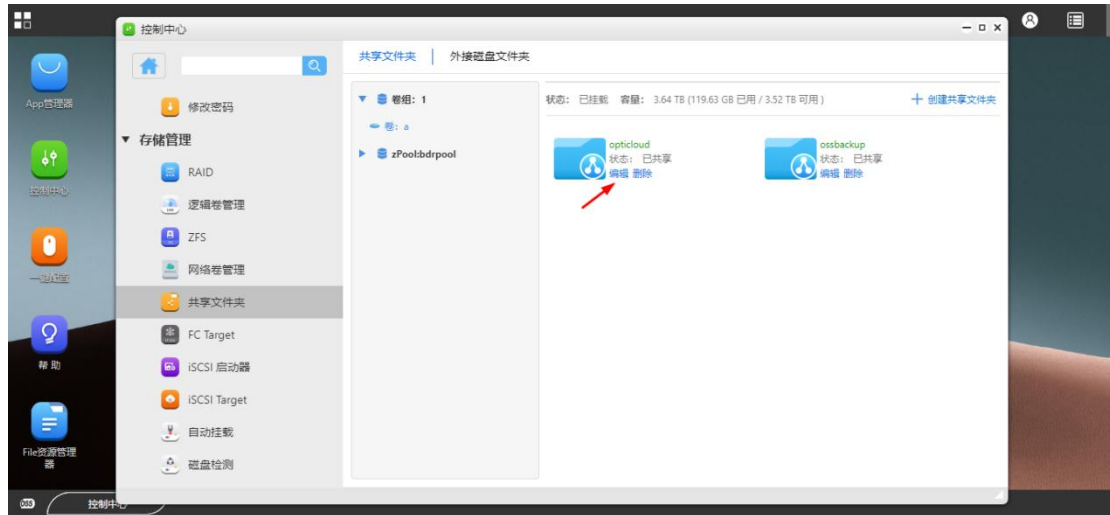 控制中心
App管理器
控制中心
一键配置
帮 助
File资源管理
器
修改密码
存储管理
RAID
逻辑卷管理
ZFS
网络卷管理
共享文件夹
FC Target
iSCSI 启动器
iSCSI Target
自动挂载
磁盘检测
共享文件夹
外接磁盘文件夹
卷组: 1
卷: a
zPool:bdrpool
状态: 已挂载 容量: 3.64 TB (119.63 GB 已用 / 3.52 TB 可用 )
创建共享文件夹
opticloud
状态: 已共享
编辑 删除
ossbackup
状态: 已共享
编辑 删除
控制中心